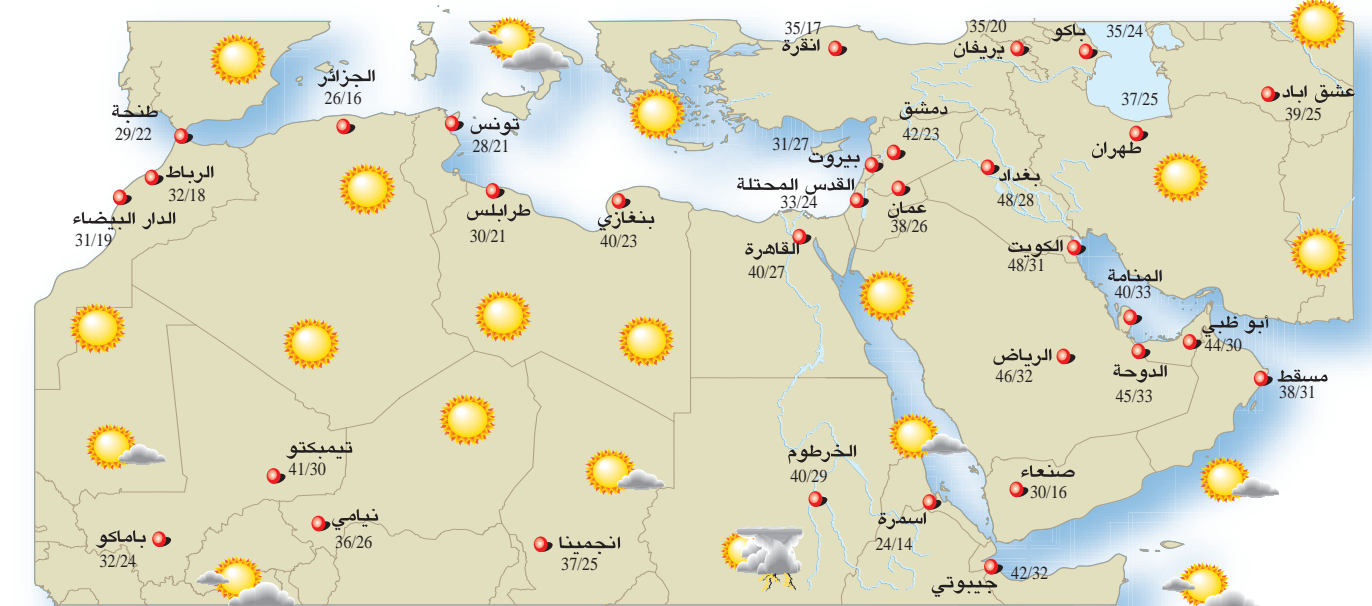 35/17
انقرة
35/20
يريفان
باكو
35/24
37/25
عشق اباد
39/25
طهران
الجزائر
26/16
طنجة
29/22
تونس
28/21
الرباط
32/18
الدار البيضاء
31/19
طرابلس
30/21
بنغازي
40/23
دمشق
42/23
31/27
بيروت
القدس المحتلة
33/24
عمان
38/26
بغداد
48/28
القاهرة
40/27
الكويت
48/31
المنامة
40/33
أبو ظبي
44/30
الرياض
46/32
الدوحة
45/33
مسقط
38/31
تيمبكتو
41/30
الخرطوم
40/29
صنعاء
30/16
اسمرة
24/14
نيامي
36/26
باماكو
32/24
انجمينا
37/25
42/32
جيبوتي